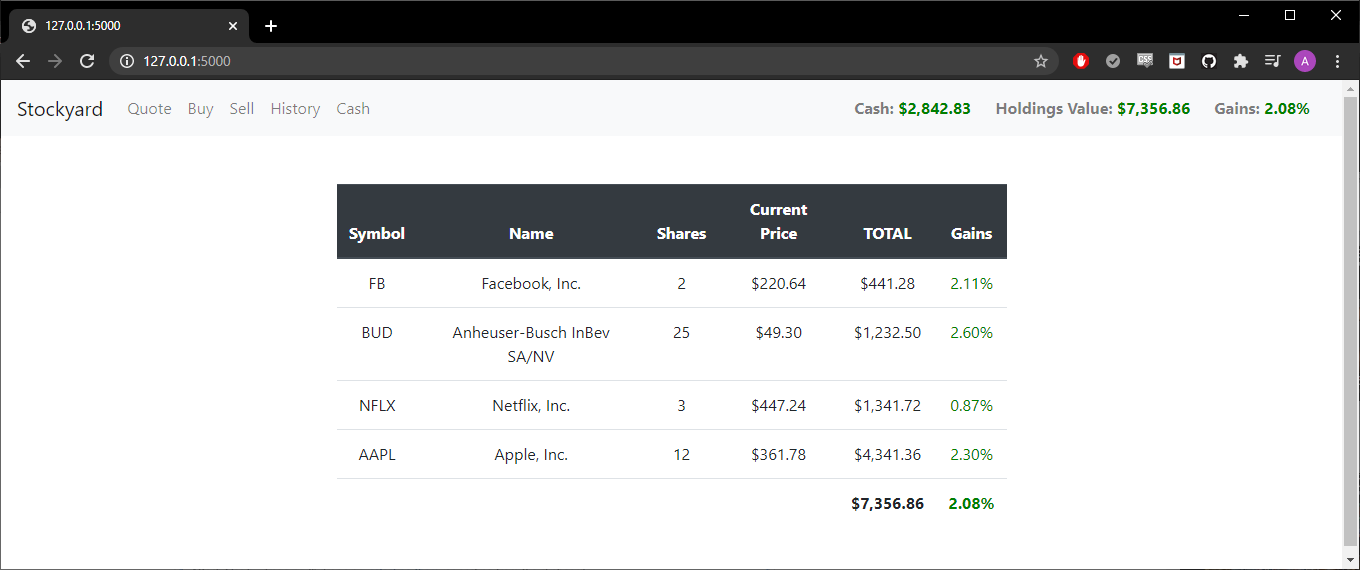 127.0.0.1:5000
127.0.0.1:5000
A
Stockyard Quote Buy Sell History Cash Cash: $2,842.83 Holdings Value: $7,356.86 Gains: 2.08%
Current
Symbol Name Shares Price TOTAL Gains
FB Facebook, Inc. 2 $220.64 $441.28 2.11%
BUD Anheuser-Busch InBev 25 $49.30 $1,232.50 2.60%
SA/NV
NFLX Netflix, Inc. 3 $447.24 $1,341.72 0.87%
AAPL Apple, Inc. 12 $361.78 $4,341.36 2.30%
$7,356.86 2.08%